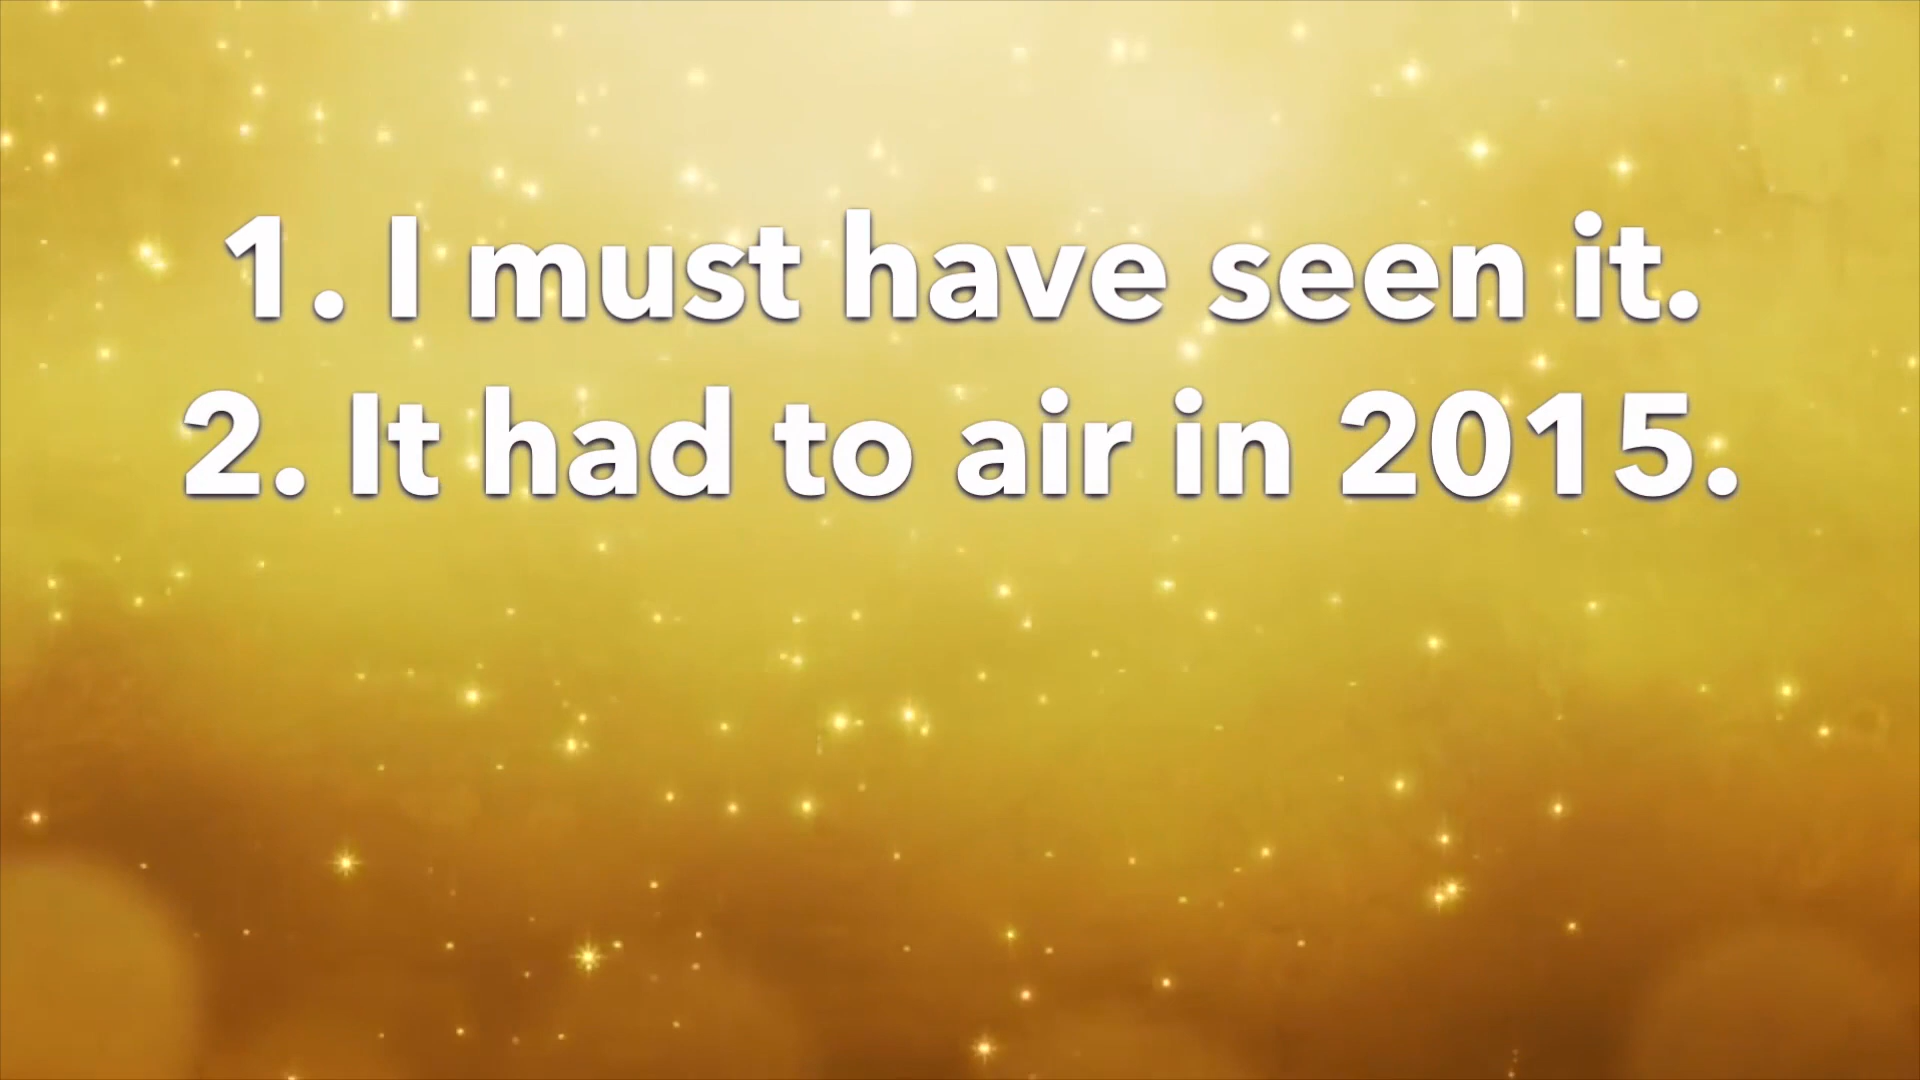 1. I must have seen it.
2. It had to air in 2015.